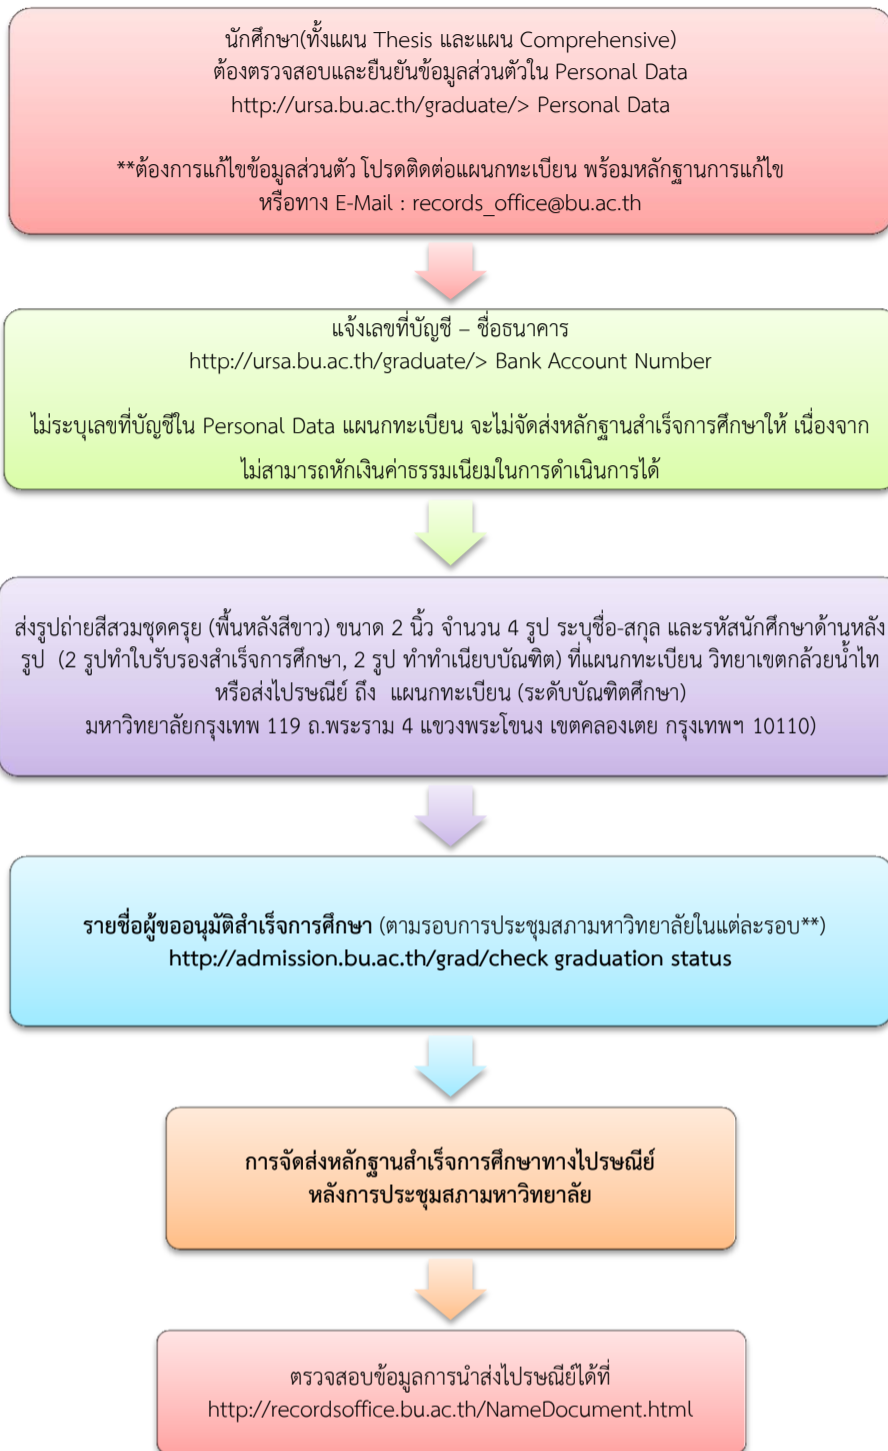 นักศึกษา(ทั้งแผน Thesis และแผน Comprehensive)
ต้องตรวจสอบและยืนยันข้อมูลส่วนตัวใน Personal Data
http://ursa.bu.ac.th/graduate/> Personal Data
**ต้องการแก้ไขข้อมูลส่วนตัว โปรดติดต่อแผนกทะเบียน พร้อมหลักฐานการแก้ไข
หรือทาง E-Mail : records_office@bu.ac.th
แจ้งเลขที่บัญชี – ชื่อธนาคาร
http://ursa.bu.ac.th/graduate/> Bank Account Number
ไม่ระบุเลขที่บัญชีใน Personal Data แผนกทะเบียน จะไม่จัดส่งหลักฐานสำเร็จการศึกษาให้ เนื่องจาก
ไม่สามารถหักเงินค่าธรรมเนียมในการดำเนินการได้
ส่งรูปถ่ายสีสวมชุดครุย (พื้นหลังสีขาว) ขนาด 2 นิ้ว จำนวน 4 รูป ระบุชื่อ-สกุล และรหัสนักศึกษาด้านหลัง
รูป (2 รูปทำใบรับรองสำเร็จการศึกษา, 2 รูป ทำทำเนียบบัณฑิต) ที่แผนกทะเบียน วิทยาเขตกล้วยน้ำไท
หรือส่งไปรษณีย์ ถึง แผนกทะเบียน (ระดับบัณฑิตศึกษา)
มหาวิทยาลัยกรุงเทพ 119 ถ.พระราม 4 แขวงพระโขนง เขตคลองเตย กรุงเทพฯ 10110)
รายชื่อผู้ขออนุมัติสำเร็จการศึกษา (ตามรอบการประชุมสภามหาวิทยาลัยในแต่ละรอบ**)
http://admission.bu.ac.th/grad/check graduation status
การจัดส่งหลักฐานสำเร็จการศึกษาทางไปรษณีย์
หลังการประชุมสภามหาวิทยาลัย
ตรวจสอบข้อมูลการนำส่งไปรษณีย์ได้ที่
http://recordsoffice.bu.ac.th/NameDocument.html